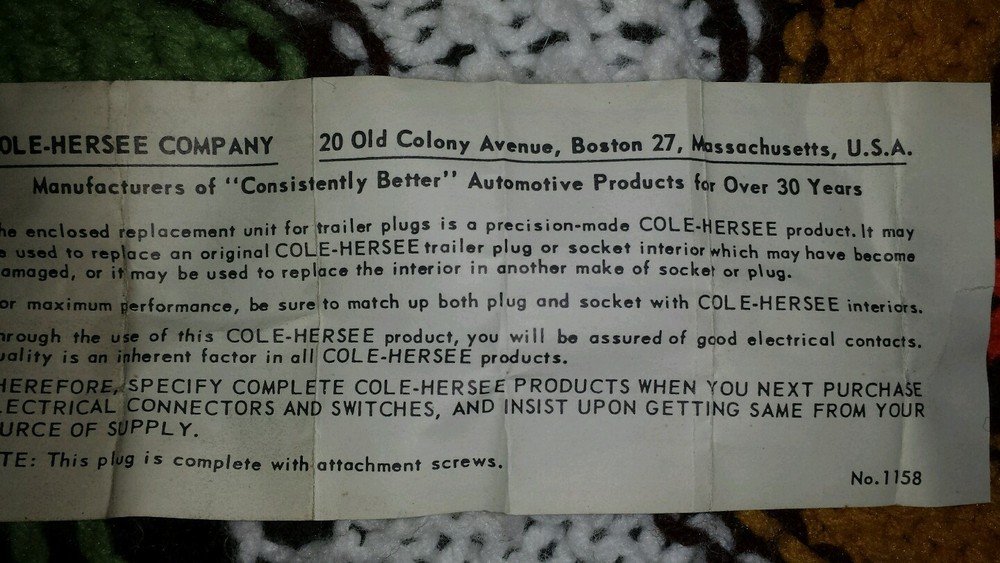 OLE-HERSEE COMPANY 20 Old Colony Avenue, Boston 27, Massachusetts, U.S.A.
Manufacturers of "Consistently Better" Automotive Products for Over 30 Years
he enclosed replacement unit for trailer plugs is a precision-made COLE-HERSEE product. It may
e used to replace an original COLE-HERSEE trailer plug or socket interior which may have become
amaged, or it may be used to replace the interior in another make of socket or plug.
or maximum performance, be sure to match up both plug and socket with COLE-HERSEE interiors.
hrough the use of this COLE-HERSEE product, you will be assured of good electrical contacts.
uality is an inherent factor in all COLE-HERSEE products.
HEREFORE, SPECIFY COMPLETE COLE-HERSEE PRODUCTS WHEN YOU NEXT PURCHASE
LECTRICAL CONNECTORS AND SWITCHES, AND INSIST UPON GETTING SAME FROM YOUR
URCE OF SUPPLY.
TE: This plug is complete with attachment screws.
No. 1158